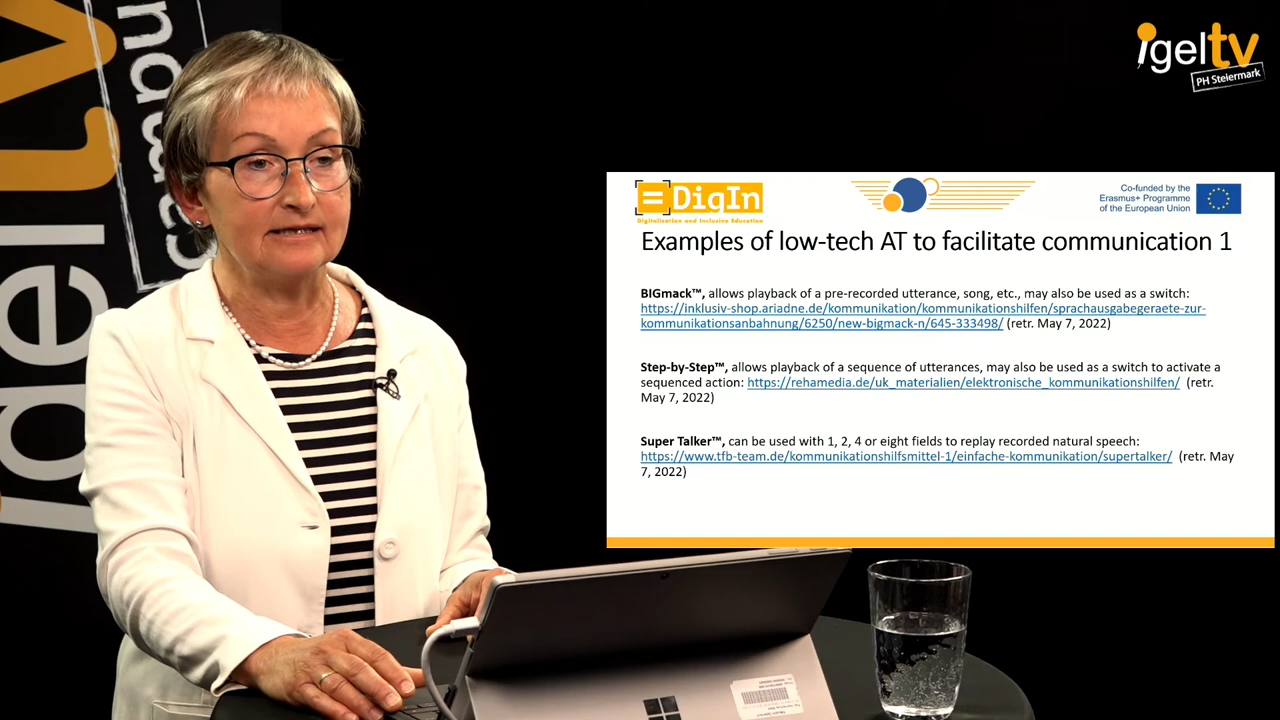 igeltv
campu
igeltv
PH Steiermark
=DigIn
Digitalization and Inclusive Education
Co-funded by the
Erasmus+ Programme
of the European Union
Examples of low-tech AT to facilitate communication 1
BIGmack™, allows playback of a pre-recorded utterance, song, etc., may also be used as a switch:
https://inklusiv-shop.ariadne.de/kommunikation/kommunikationshilfen/sprachausgabegeraete-zur-
kommunikationsanbahnung/6250/new-bigmack-n/645-333498/ (retr. May 7, 2022)
Step-by-Step™, allows playback of a sequence of utterances, may also be used as a switch to activate a
sequenced action: https://rehamedia.de/uk_materialien/elektronische_kommunikationshilfen/ (retr.
May 7, 2022)
Super Talker™, can be used with 1, 2, 4 or eight fields to replay recorded natural speech:
https://www.tfb-team.de/kommunikationshilfsmittel-1/einfache-kommunikation/supertalker/ (retr. May
7, 2022)